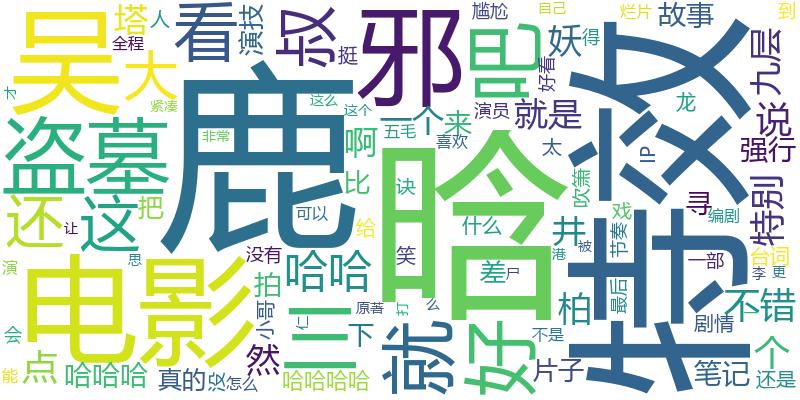 吴
塔
人
全程
大
看
演技
叔
挺
邪
尴尬
吧
妖
得
好看
自己
烂片
故事
到
九层
说
强行
才
紧凑
盗墓
还
这
把
鹿
非常
这么
这个
五毛
一个
来
演员
喜欢
就是
太
啊
比
诀
晗
特效
龙
IP
吹箫
寻
特别
编剧
戏
井
节奏
被
港
可以
给
笑
什么
差
尸
让
思
演
电影
没有
哈哈
拍
小哥
三
原著
打
么
仁
下
就
好
不是
片子
柏
最后
一部
剧情
台词
李
更
不错
个
还是
笔记
会
能
点
哈哈哈
真的
没
怎么
然
哈哈哈哈